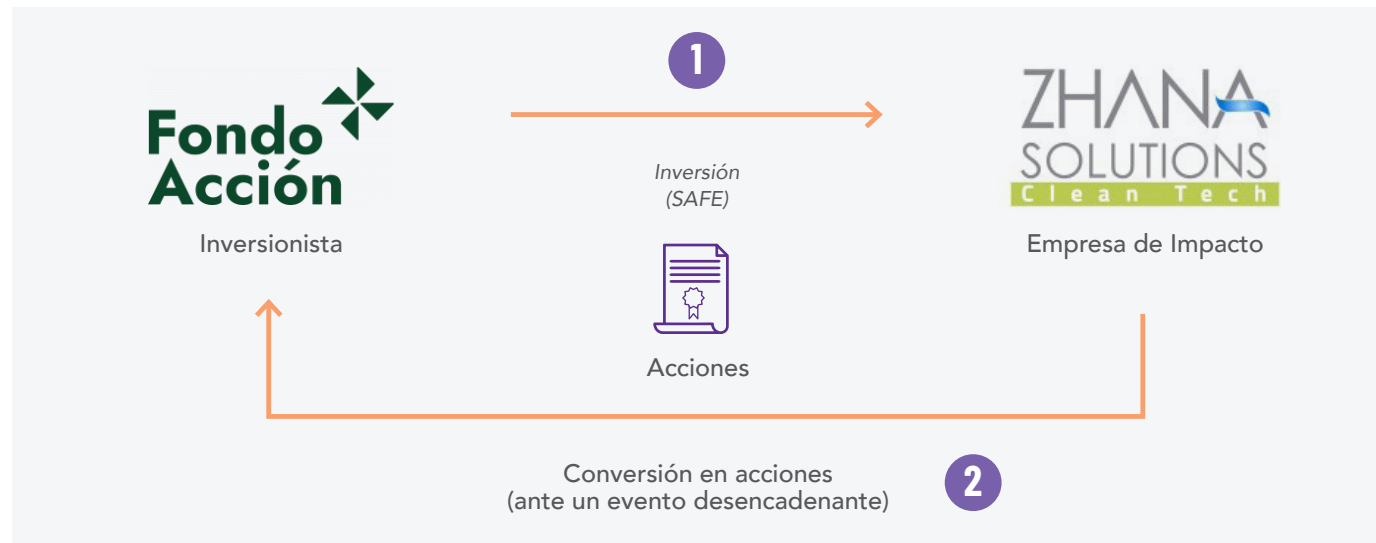 1
Fondo
Acción
Inversionista
Inversión
(SAFE)
Acciones
ZHANA
SOLUTIONS
Clean Tech
Empresa de Impacto
Conversión en acciones
(ante un evento desencadenante)
2